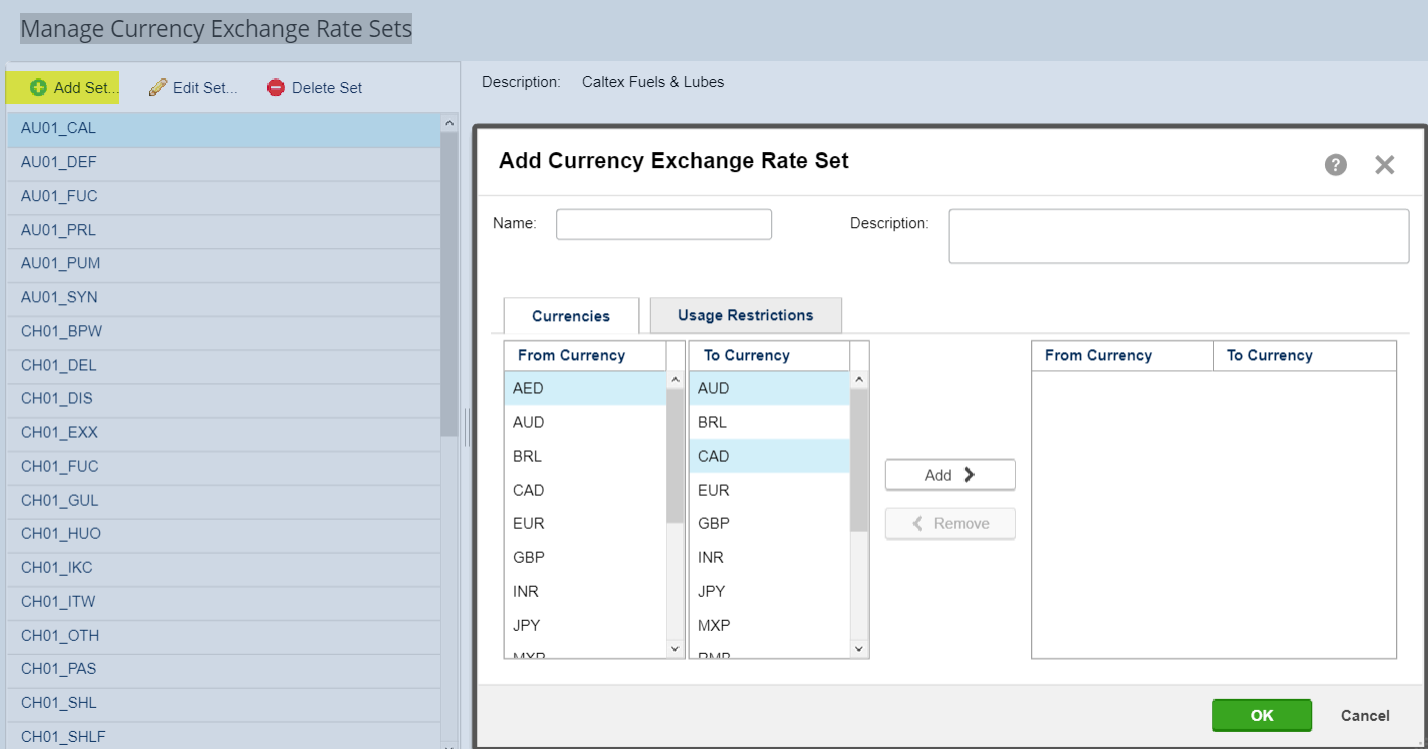 Manage Currency Exchange Rate Sets
Add Set... Edit Set... Delete Set
AU01_CAL
AU01_DEF
AU01_FUC
AU01_PRL
AU01_PUM
AU01_SYN
CH01_BPW
CH01_DEL
CH01_DIS
CH01_EXX
CH01_FUC
CH01_GUL
CH01_HUO
CH01_IKC
CH01_ITW
CH01_OTH
CH01_PAS
CH01_SHL
CH01_SHLF
Description: Caltex Fuels & Lubes
Add Currency Exchange Rate Set
?
Name: Description:
Currencies Usage Restrictions
From Currency
AED
AUD
BRL
CAD
EUR
GBP
INR
JPY
MXP
To Currency
AUD
BRL
CAD
EUR
GBP
INR
JPY
MXP
RMB
Add
Remove
From Currency To Currency
OK Cancel